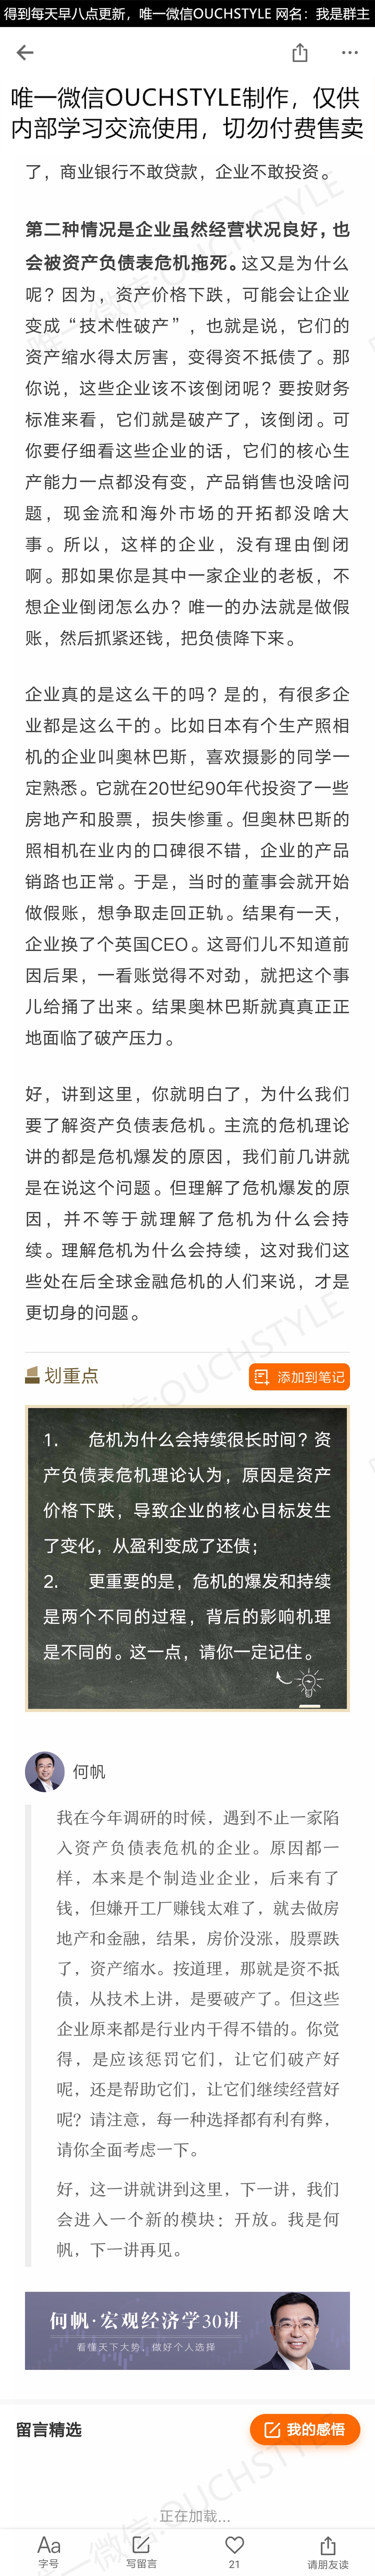 得到每天早八点更新，唯一微信OUCHSTYLE 网名：我是群主
唯一微信OUCHSTYLE制作，仅供
内部学习交流使用，切勿付费售卖
了，商业银行不敢贷款，企业不敢投资。
第二种情况是企业虽然经营状况良好，也
会被资产负债表危机拖死。这又是为什么
呢？因为，资产价格下跌，可能会让企业
变成“技术性破产”，也就是说，它们的
资产缩水得太厉害，变得资不抵债了。那
你说，这些企业该不该倒闭呢？要按财务
标准来看，它们就是破产了，该倒闭。可
你要仔细看这些企业的话，它们的核心生
产能力一点都没有变，产品销售也没啥问
题，现金流和海外市场的开拓都没啥大
事。所以，这样的企业，没有理由倒闭
啊。那如果你是其中一家企业的老板，不
想企业倒闭怎么办？唯一的办法就是做假
账，然后抓紧还钱，把负债降下来。
企业真的是这么干的吗？是的，有很多企
业都是这么干的。比如日本有个生产照相
机的企业叫奥林巴斯，喜欢摄影的同学一
定熟悉。它就在20世纪90年代投资了一些
房地产和股票，损失惨重。但奥林巴斯的
照相机在业内的口碑很不错，企业的产品
销路也正常。于是，当时的董事会就开始
做假账，想争取走回正轨。结果有一天，
企业换了个英国CEO。这哥们儿不知道前
因后果，一看账觉得不对劲，就把这个事
儿给捅了出来。结果奥林巴斯就真真正正
地面临了破产压力。
好，讲到这里，你就明白了，为什么我们
要了解资产负债表危机。主流的危机理论
讲的都是危机爆发的原因，我们前几讲就
是在说这个问题。但理解了危机爆发的原
因，并不等于就理解了危机为什么会持
续。理解危机为什么会持续，这对我们这
些处在后全球金融危机的人们来说，才是
更切身的问题。
划重点
添加到笔记
1. 危机为什么会持续很长时间？资
产负债表危机理论认为，原因是资产
价格下跌，导致企业的核心目标发生
了变化，从盈利变成了还债；
2. 更重要的是，危机的爆发和持续
是两个不同的过程，背后的影响机理
是不同的。这一点，请你一定记住。
何帆
我在今年调研的时候，遇到不止一家陷
入资产负债表危机的企业。原因都一
样，本来是个制造业企业，后来有了
钱，但嫌开工厂赚钱太难了，就去做房
地产和金融，结果，房价没涨，股票跌
了，资产缩水。按道理，那就是资不抵
债，从技术上讲，是要破产了。但这些
企业原来都是行业内干得不错的。你觉
得，是应该惩罚它们，让它们破产好
呢，还是帮助它们，让它们继续经营好
呢？请注意，每一种选择都有利有弊，
请你全面考虑一下。
好，这一讲就讲到这里，下一讲，我们
会进入一个新的模块：开放。我是何
帆，下一讲再见。
何帆·宏观经济学30讲
看懂天下大势，做好个人选择
留言精选
我的感悟
正在加载...
Aa
字号
写留言
21
请朋友读
唯一微信:OUCHSTYLE